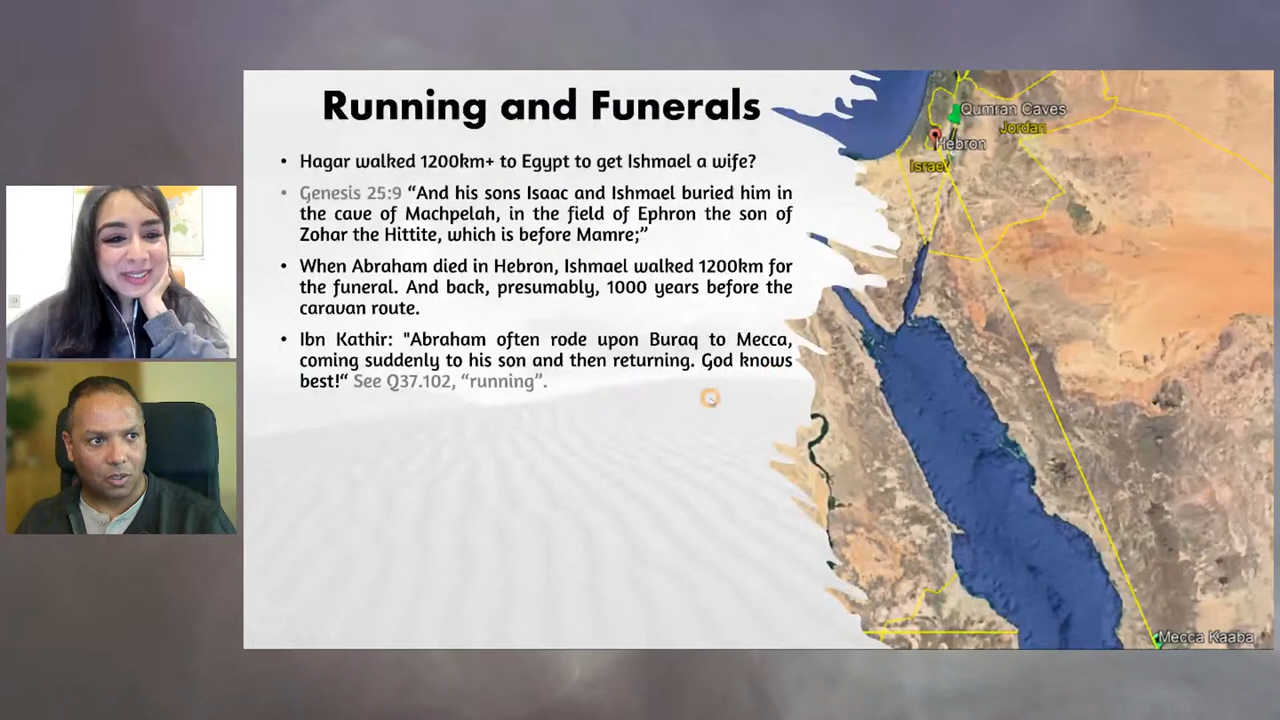 Running and Funerals
• Hagar walked 1200km+ to Egypt to get Ishmael a wife?
• Genesis 25:9 “And his sons Isaac and Ishmael buried him in
the cave of Machpelah, in the field of Ephron the son of
Zohar the Hittite, which is before Mamre;”
• When Abraham died in Hebron, Ishmael walked 1200km for
the funeral. And back, presumably, 1000 years before the
caravan route.
• Ibn Kathir: "Abraham often rode upon Buraq to Mecca,
coming suddenly to his son and then returning. God knows
best!“ See Q37.102, “running”.
Qumran Caves
Jordan
Hebron
Israel
Mecca Kaaba